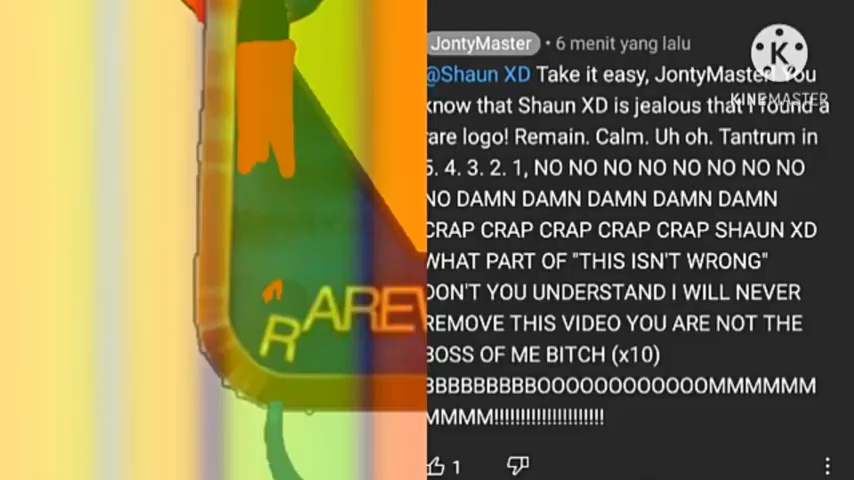 RAREW
JontyMaster • 6 menit yang lalu
@Shaun XD Take it easy, JontyMaster! You
know that Shaun XD is jealous that I found a
rare logo! Remain. Calm. Uh oh. Tantrum in
5. 4. 3. 2. 1, NO NO NO NO NO NO NO NO
NO DAMN DAMN DAMN DAMN DAMN
CRAP CRAP CRAP CRAP CRAP SHAUN XD
WHAT PART OF "THIS ISN'T WRONG"
DON'T YOU UNDERSTAND I WILL NEVER
REMOVE THIS VIDEO YOU ARE NOT THE
BOSS OF ME BITCH (x10)
BBBBBBBBBOOOOOOOOOOOOMMMMMM
MMMM!!!!!!!!!!!!!!!!!!!!!!
1
K
KINEMASTER